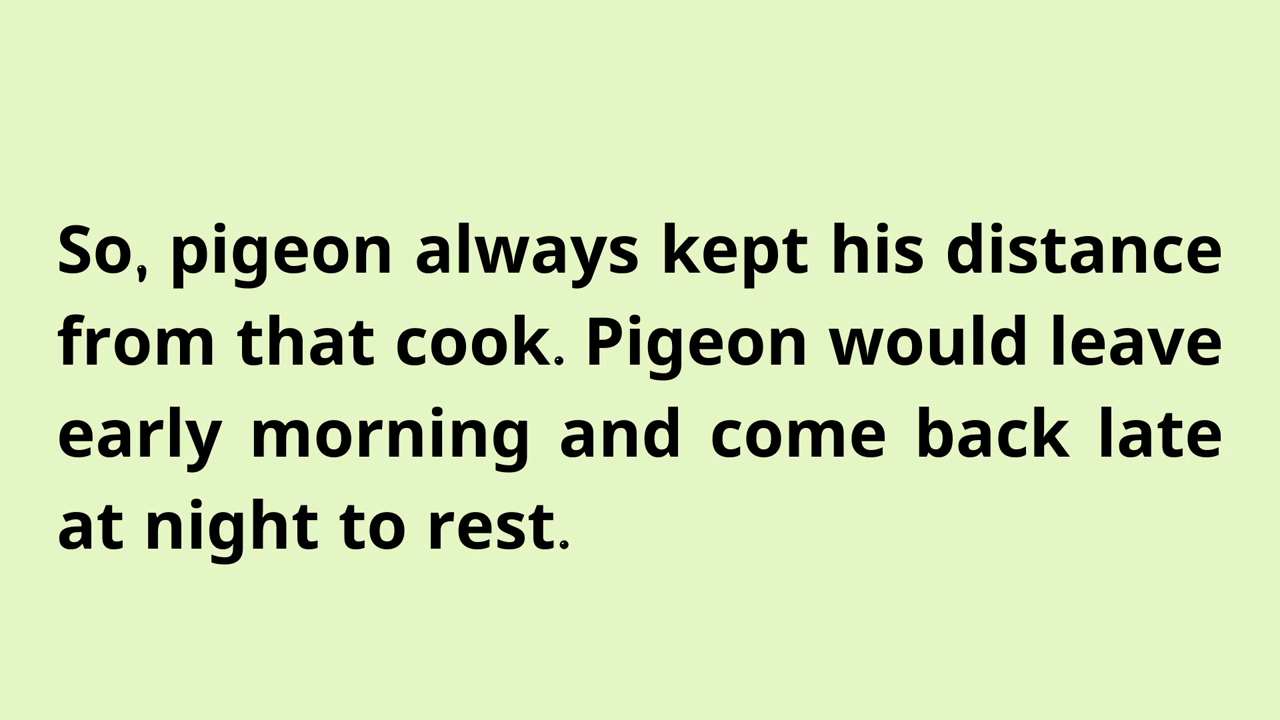 So, pigeon always kept his distance
from that cook. Pigeon would leave
early morning and come back late
at night to rest.